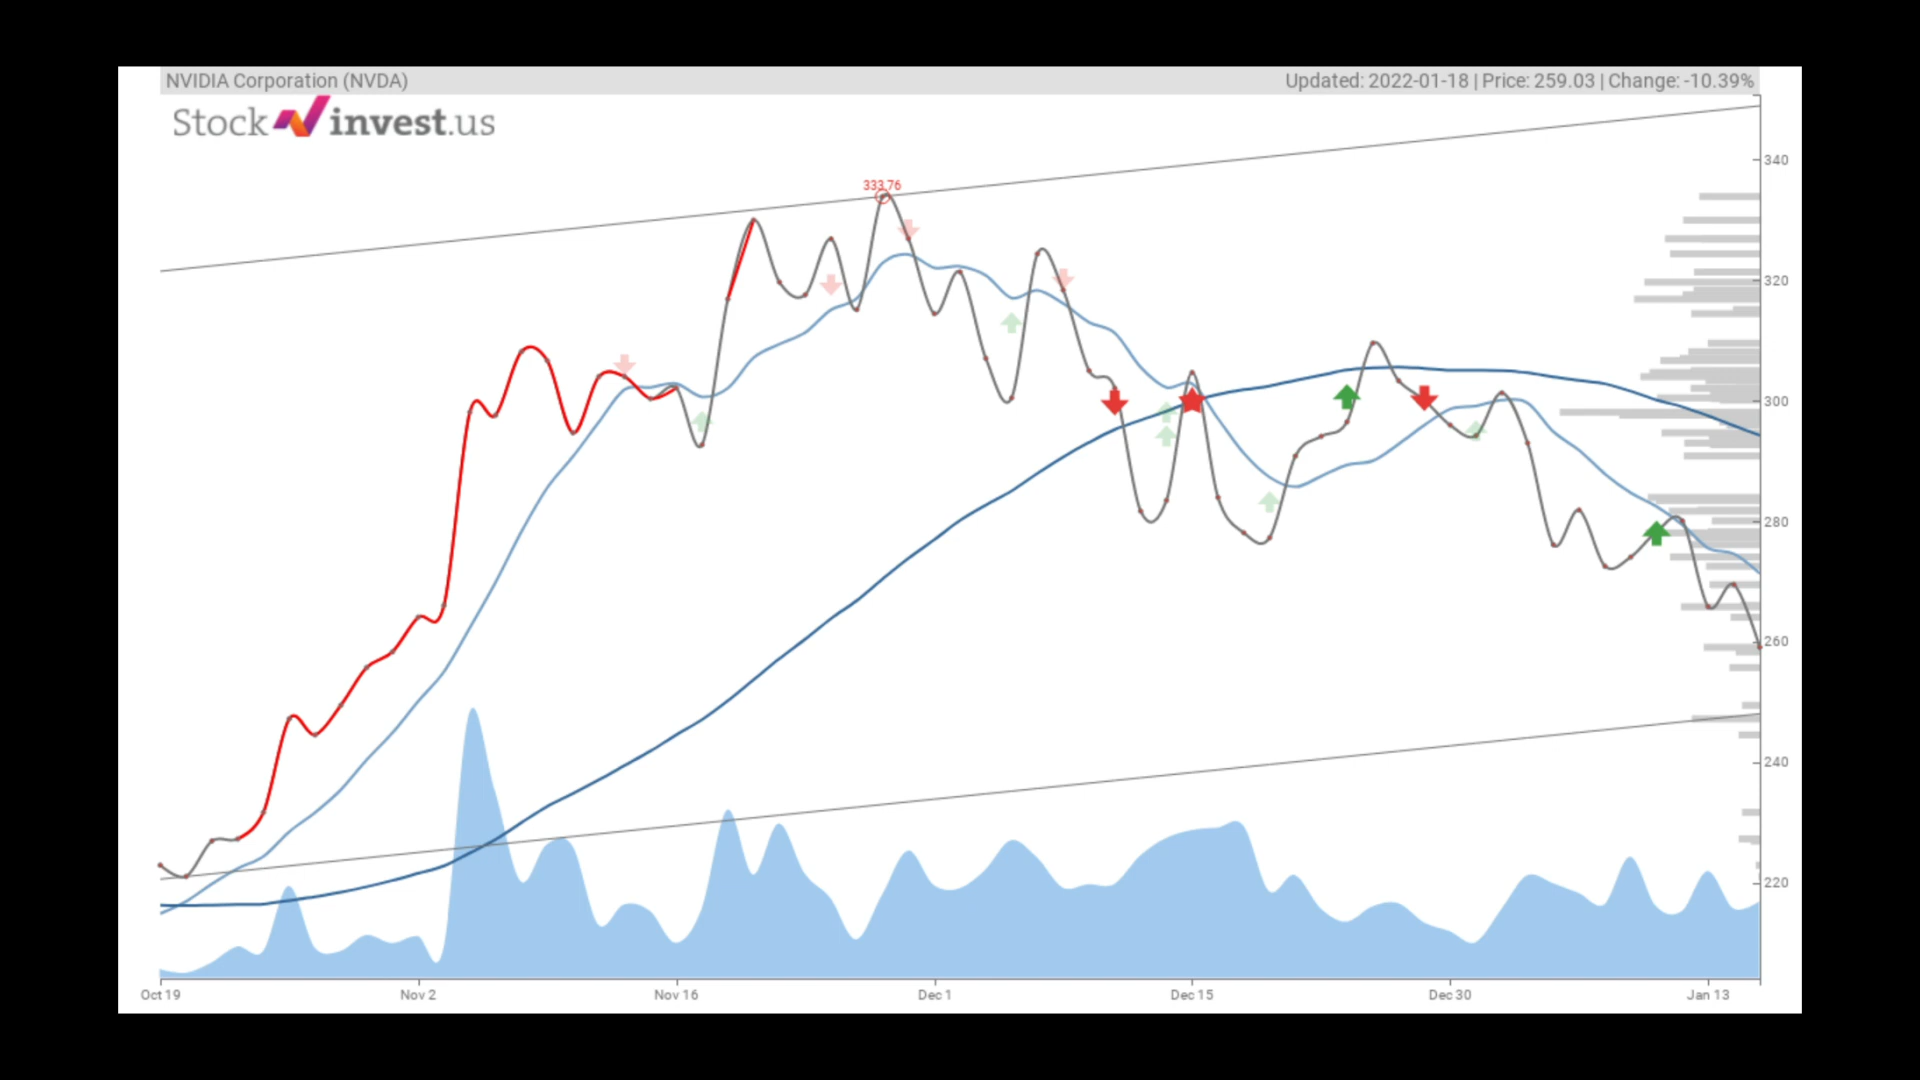 NVIDIA Corporation (NVDA)
Updated: 2022-01-18 | Price: 259.03 | Change: -10.39%
Stock invest.us
333.76
340
320
300
280
260
240
220
Oct 19 Nov 2 Nov 16 Dec 1 Dec 15 Dec 30 Jan 13